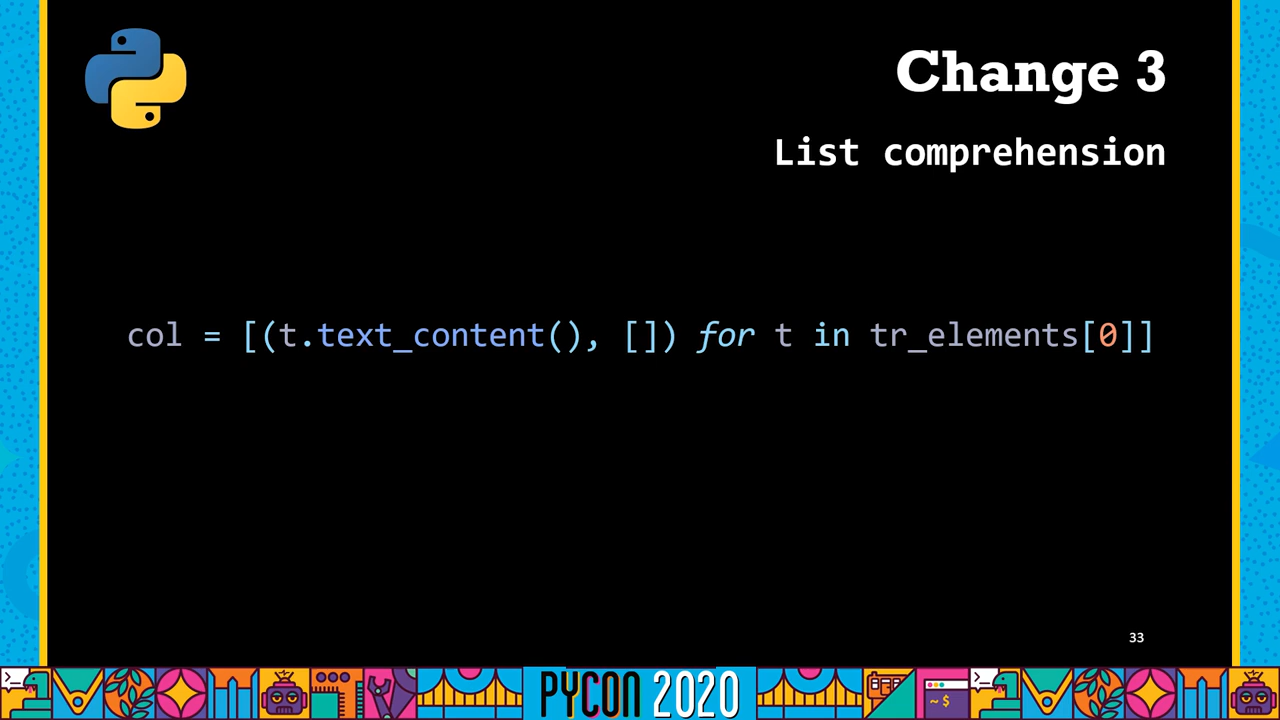 Change 3
List comprehension
col = [(t.text_content(), []) for t in tr_elements[0]]
33
~$
PYCON 2020